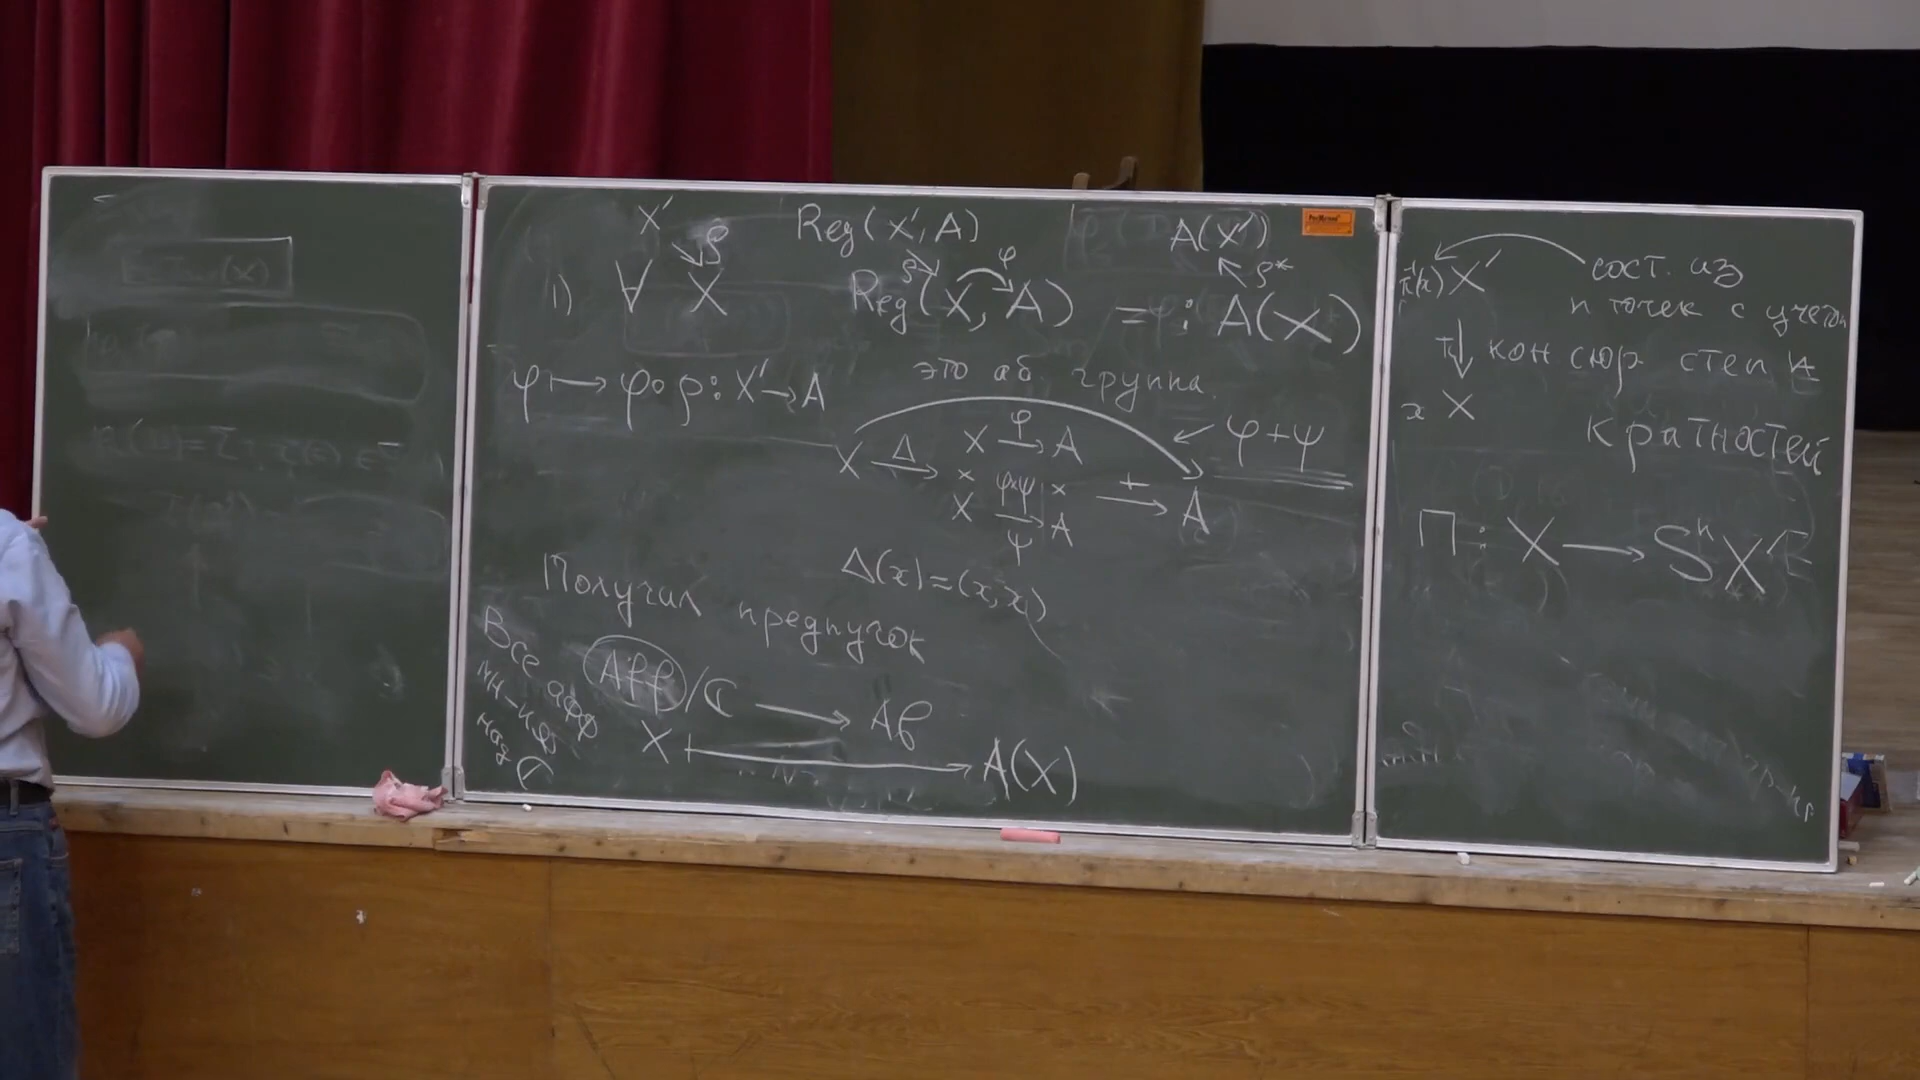 X' Reg(X', A) A(X')
ρ ρ φ ρ*
1) ∀ X Reg(X, A) =: A(X)
это аб. группа.
φ ↦ φ∘ρ: X' → A
X φ→ A
X Δ→ × φ×ψ × +→ A
X ψ→ A
φ+ψ
Δ(x)=(x,x)
Получил предпучок
Все афф
мн-я
над
ℂ
Aff/ℂ → Ab
X ↦ A(X)
π⁻¹(x) X' сост. из
n точек с учетом
π ↓ кон сюр степ n
x X
кратностей
П: X → SⁿX'